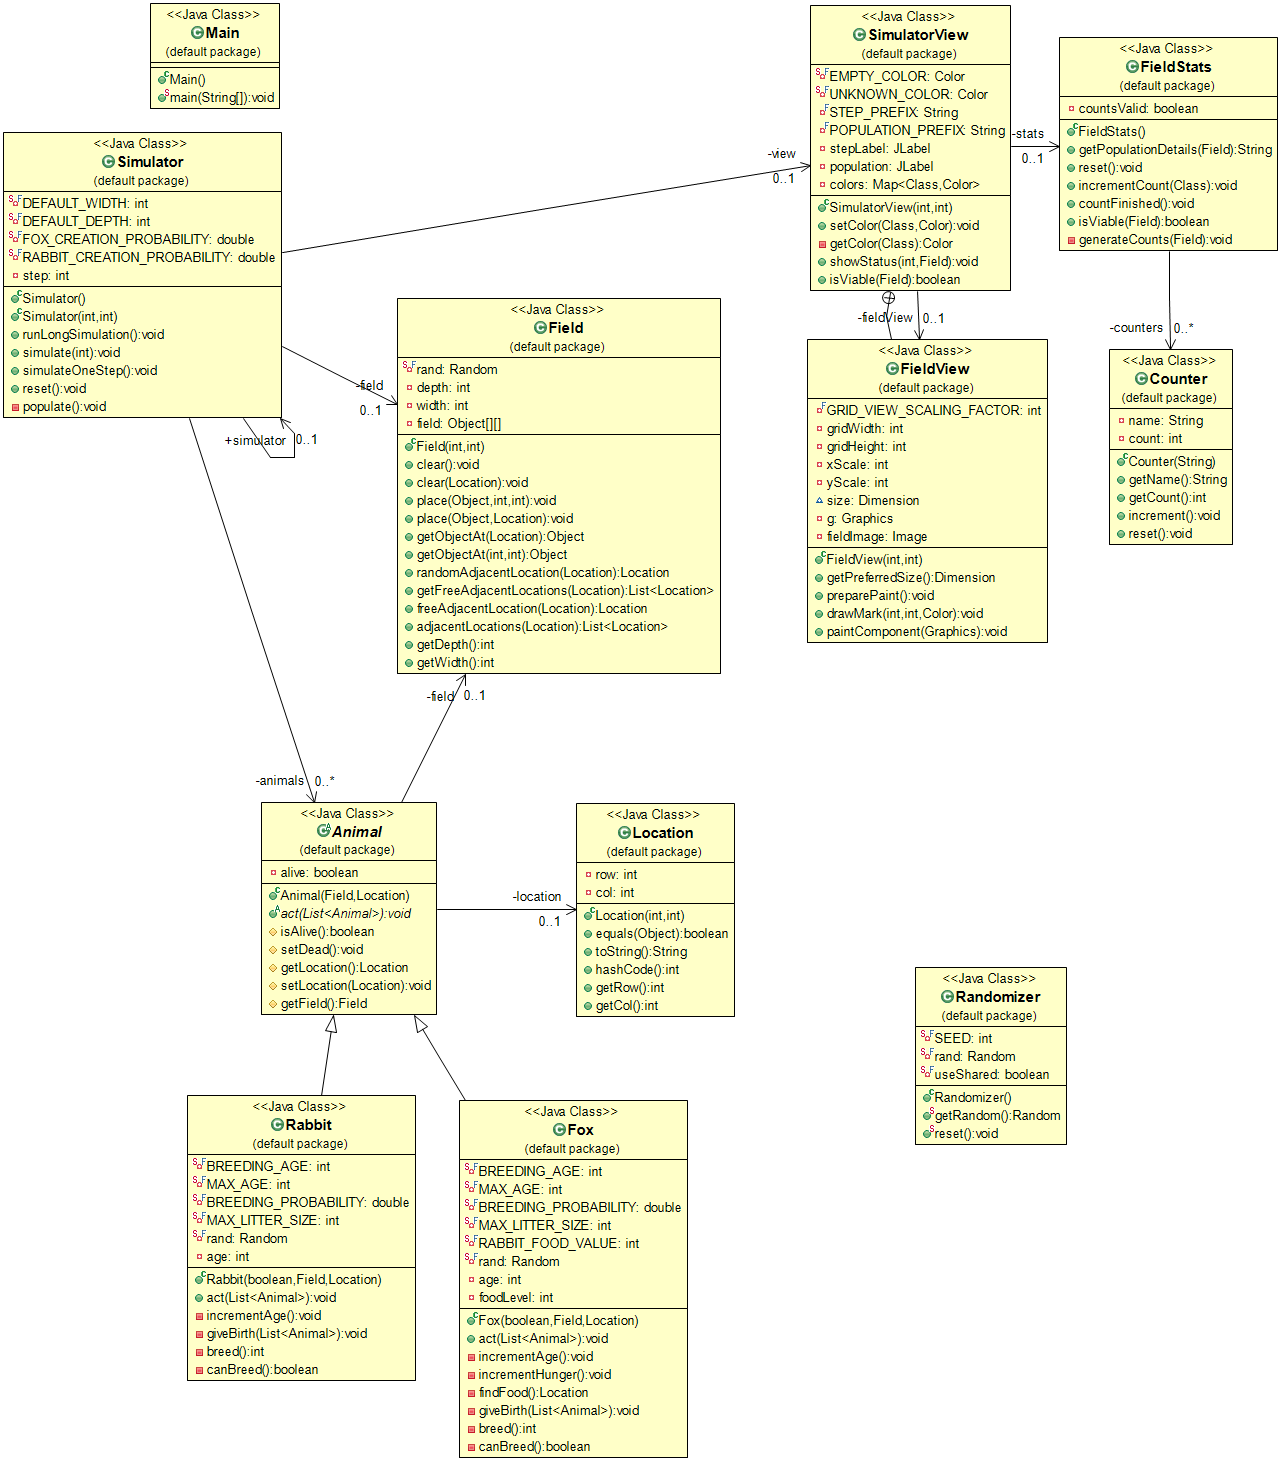 <<Java Class>>
Main
(default package)
Main()
main(String[]):void
<<Java Class>>
SimulatorView
(default package)
EMPTY_COLOR: Color
UNKNOWN_COLOR: Color
STEP_PREFIX: String
POPULATION_PREFIX: String
stepLabel: JLabel
population: JLabel
colors: Map<Class,Color>
SimulatorView(int,int)
setColor(Class,Color):void
getColor(Class):Color
showStatus(int,Field):void
isViable(Field):boolean
-stats
0..1
<<Java Class>>
FieldStats
(default package)
countsValid: boolean
FieldStats()
getPopulationDetails(Field):String
reset():void
incrementCount(Class):void
countFinished():void
isViable(Field):boolean
generateCounts(Field):void
<<Java Class>>
Simulator
(default package)
DEFAULT_WIDTH: int
DEFAULT_DEPTH: int
FOX_CREATION_PROBABILITY: double
RABBIT_CREATION_PROBABILITY: double
step: int
Simulator()
Simulator(int,int)
runLongSimulation():void
simulate(int):void
simulateOneStep():void
reset():void
populate():void
-view
0..1
-field
0..1
+simulator
0..1
<<Java Class>>
Field
(default package)
rand: Random
depth: int
width: int
field: Object[][]
Field(int,int)
clear():void
clear(Location):void
place(Object,int,int):void
place(Object,Location):void
getObjectAt(Location):Object
getObjectAt(int,int):Object
randomAdjacentLocation(Location):Location
getFreeAdjacentLocations(Location):List<Location>
freeAdjacentLocation(Location):Location
adjacentLocations(Location):List<Location>
getDepth():int
getWidth():int
-fieldView
0..1
<<Java Class>>
FieldView
(default package)
GRID_VIEW_SCALING_FACTOR: int
gridWidth: int
gridHeight: int
xScale: int
yScale: int
size: Dimension
g: Graphics
fieldImage: Image
FieldView(int,int)
getPreferredSize():Dimension
preparePaint():void
drawMark(int,int,Color):void
paintComponent(Graphics):void
-counters
0..*
<<Java Class>>
Counter
(default package)
name: String
count: int
Counter(String)
getName():String
getCount():int
increment():void
reset():void
-field
0..1
-animals
0..*
<<Java Class>>
Animal
(default package)
alive: boolean
Animal(Field,Location)
act(List<Animal>):void
isAlive():boolean
setDead():void
getLocation():Location
setLocation(Location):void
getField():Field
-location
0..1
<<Java Class>>
Location
(default package)
row: int
col: int
Location(int,int)
equals(Object):boolean
toString():String
hashCode():int
getRow():int
getCol():int
<<Java Class>>
Randomizer
(default package)
SEED: int
rand: Random
useShared: boolean
Randomizer()
getRandom():Random
reset():void
<<Java Class>>
Rabbit
(default package)
BREEDING_AGE: int
MAX_AGE: int
BREEDING_PROBABILITY: double
MAX_LITTER_SIZE: int
rand: Random
age: int
Rabbit(boolean,Field,Location)
act(List<Animal>):void
incrementAge():void
giveBirth(List<Animal>):void
breed():int
canBreed():boolean
<<Java Class>>
Fox
(default package)
BREEDING_AGE: int
MAX_AGE: int
BREEDING_PROBABILITY: double
MAX_LITTER_SIZE: int
RABBIT_FOOD_VALUE: int
rand: Random
age: int
foodLevel: int
Fox(boolean,Field,Location)
act(List<Animal>):void
incrementAge():void
incrementHunger():void
findFood():Location
giveBirth(List<Animal>):void
breed():int
canBreed():boolean